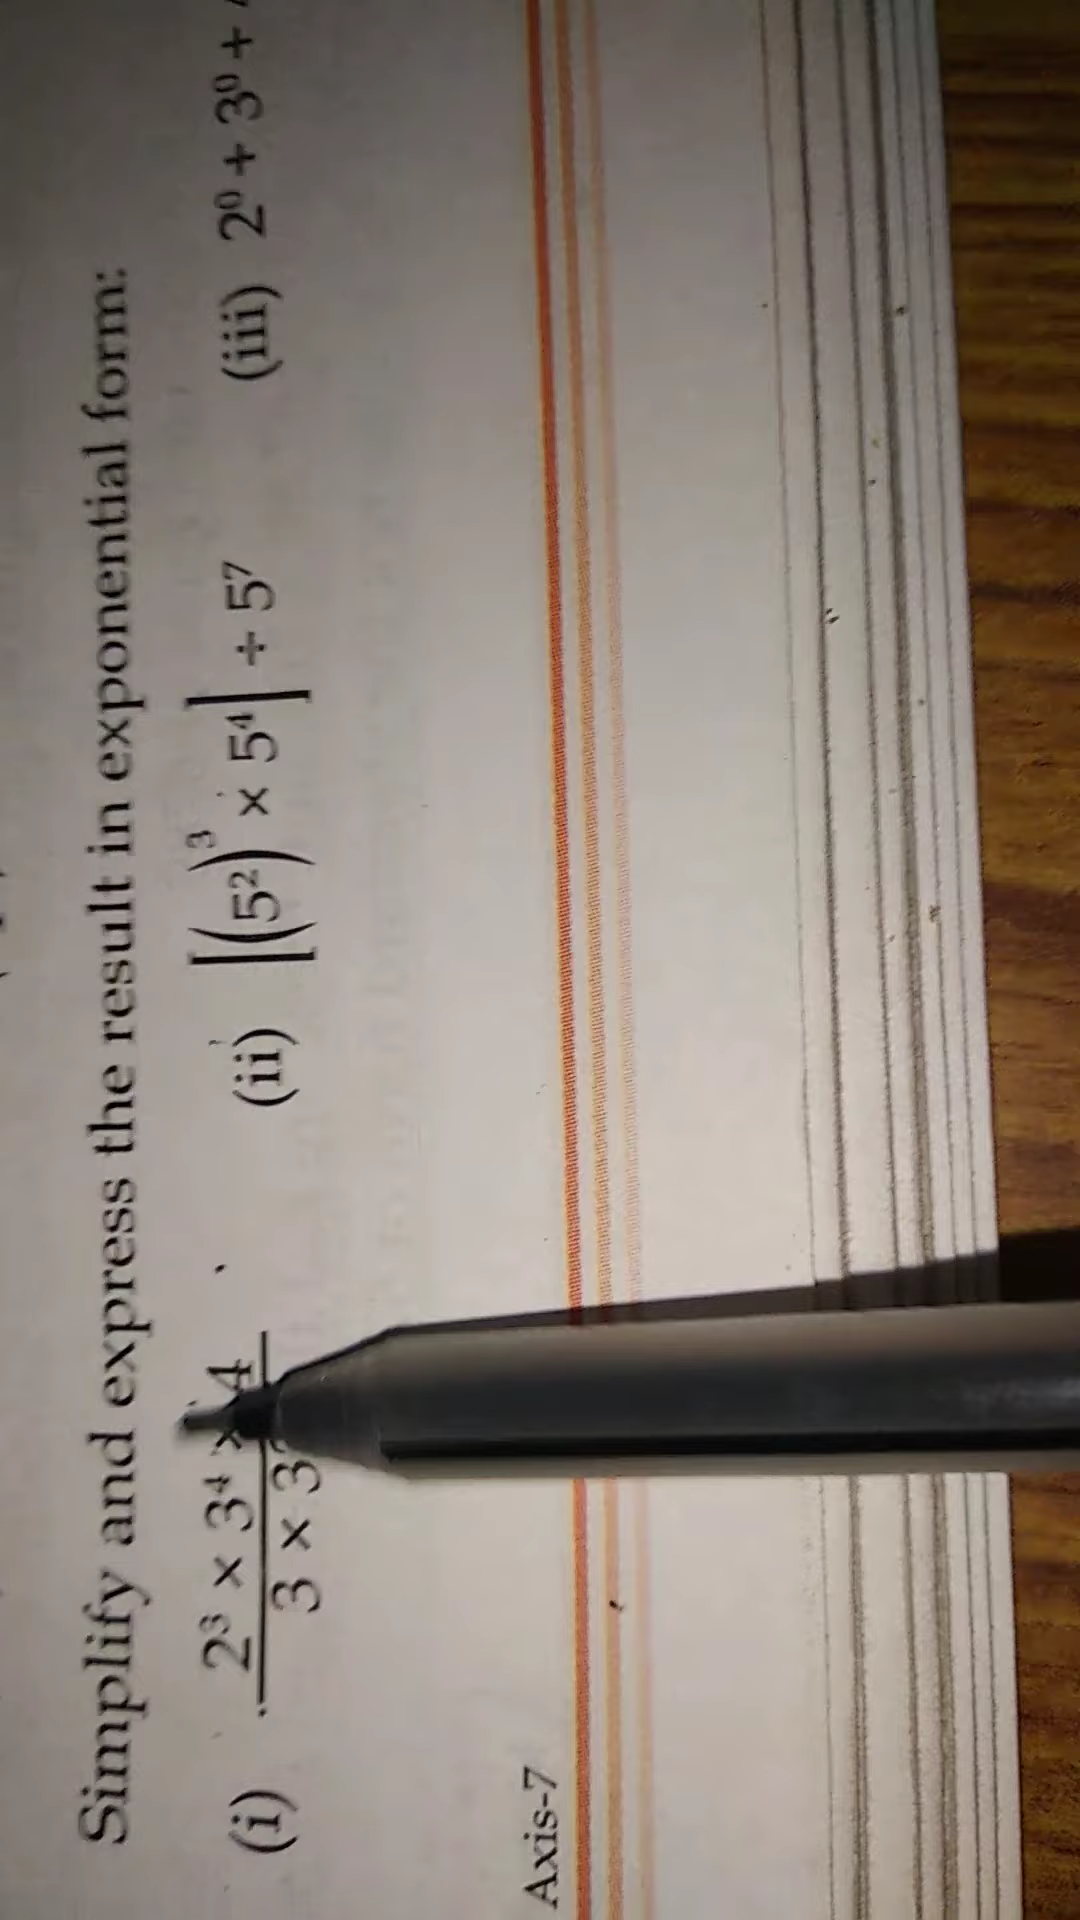 Simplify and express the result in exponential form:
(i) 2³ × 3⁴ × 4 / 3 × 3 (ii) [(5²)³ × 5⁴] ÷ 5⁷ (iii) 2⁰ + 3⁰ +
Axis-7